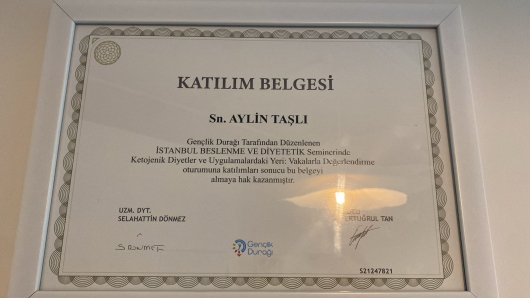 KATILIM BELGESİ
Sn. AYLİN TAŞLI
Gençlik Durağı Tarafından Düzenlenen
İSTANBUL BESLENME VE DİYETETİK Seminerinde
Ketojenik Diyetler ve Uygulamalardaki Yeri: Vakalarla Değerlendirme
oturumuna katılımları sonucu bu belgeyi
almaya hak kazanmıştır.
UZM. DYT.
SELAHATTİN DÖNMEZ
ERTUĞRUL TAN
Gençlik
Durağı
S21247821